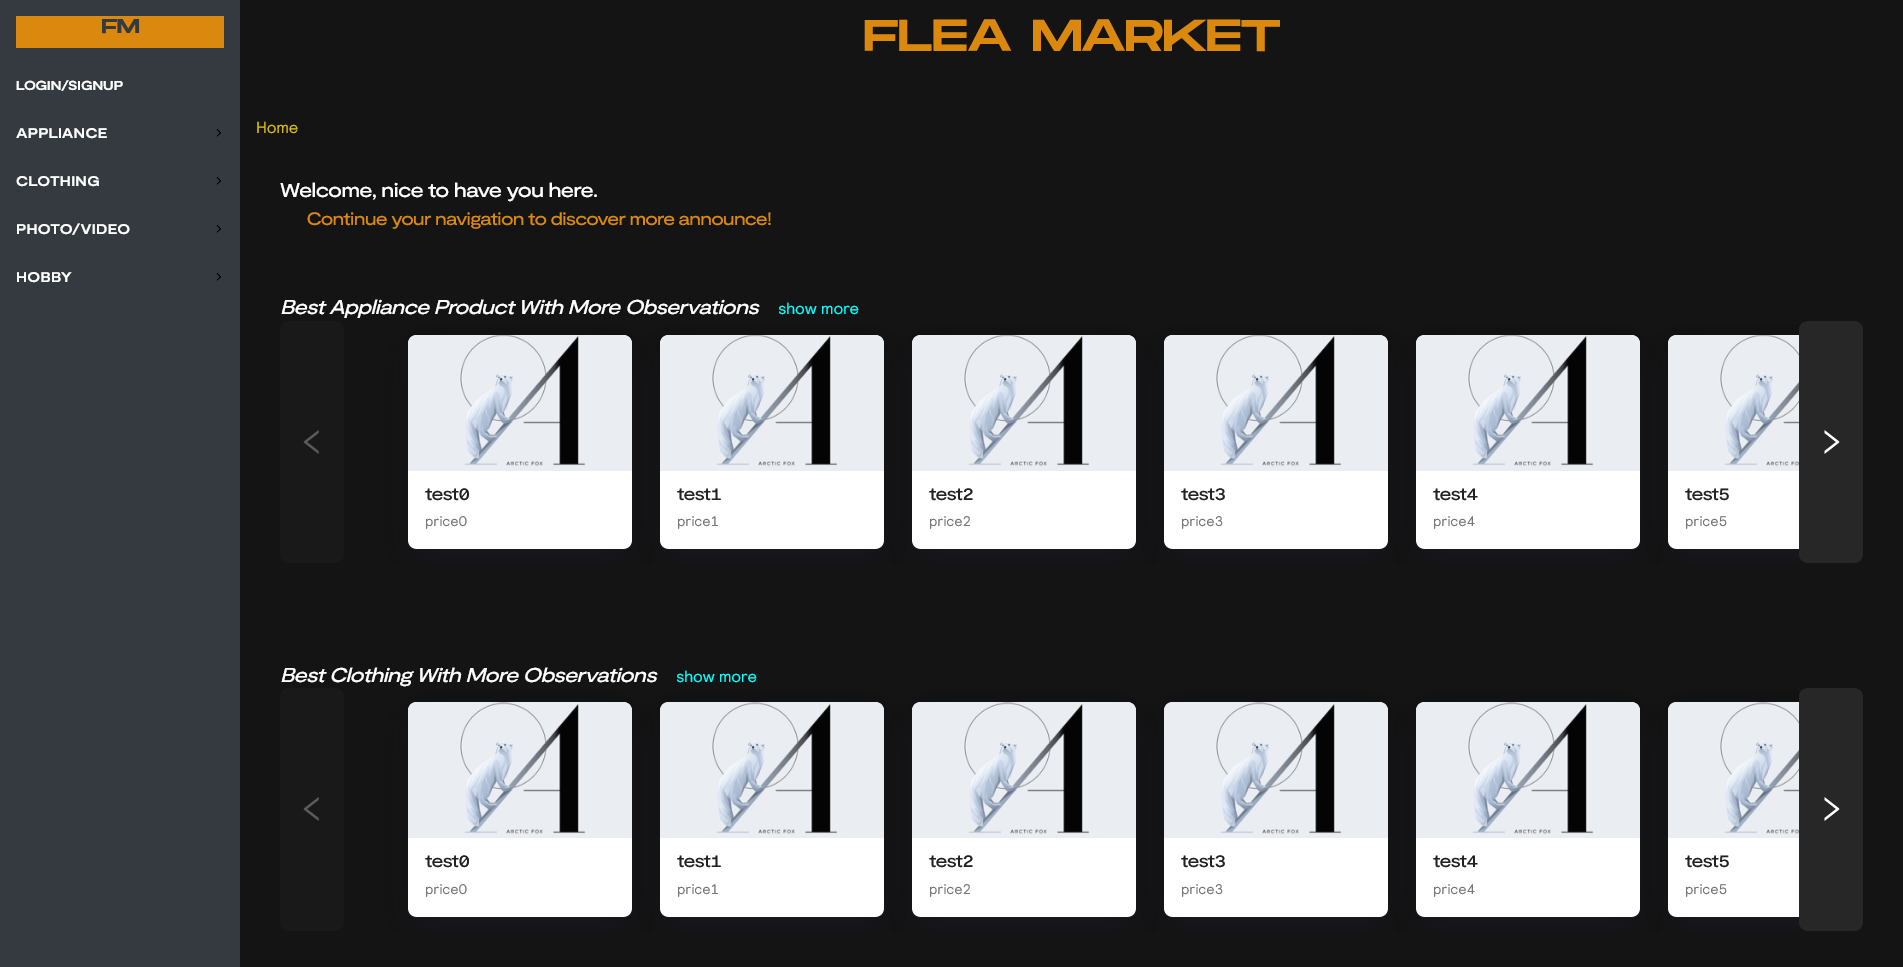 FM
LOGIN/SIGNUP
APPLIANCE
CLOTHING
PHOTO/VIDEO
HOBBY
FLEA MARKET
Home
Welcome, nice to have you here.
Continue your navigation to discover more announce!
Best Appliance Product With More Observations show more
ARCTIC FOX ARCTIC FOX ARCTIC FOX ARCTIC FOX ARCTIC FOX ARCTIC FO
test0 test1 test2 test3 test4 test5
price0 price1 price2 price3 price4 price5
Best Clothing With More Observations show more
ARCTIC FOX ARCTIC FOX ARCTIC FOX ARCTIC FOX ARCTIC FOX ARCTIC FO
test0 test1 test2 test3 test4 test5
price0 price1 price2 price3 price4 price5